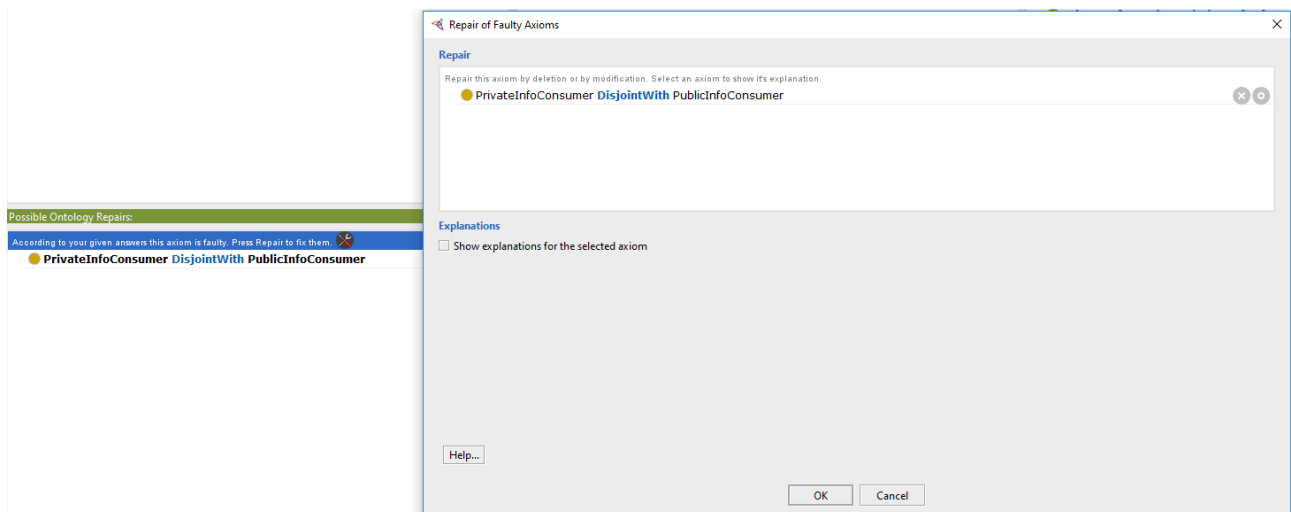 Repair of Faulty Axioms
Repair
Repair this axiom by deletion or by modification. Select an axiom to show it's explanation.
PrivateInfoConsumer DisjointWith PublicInfoConsumer
Possible Ontology Repairs:
According to your given answers this axiom is faulty. Press Repair to fix them.
PrivateInfoConsumer DisjointWith PublicInfoConsumer
Explanations
Show explanations for the selected axiom
Help...
OK Cancel